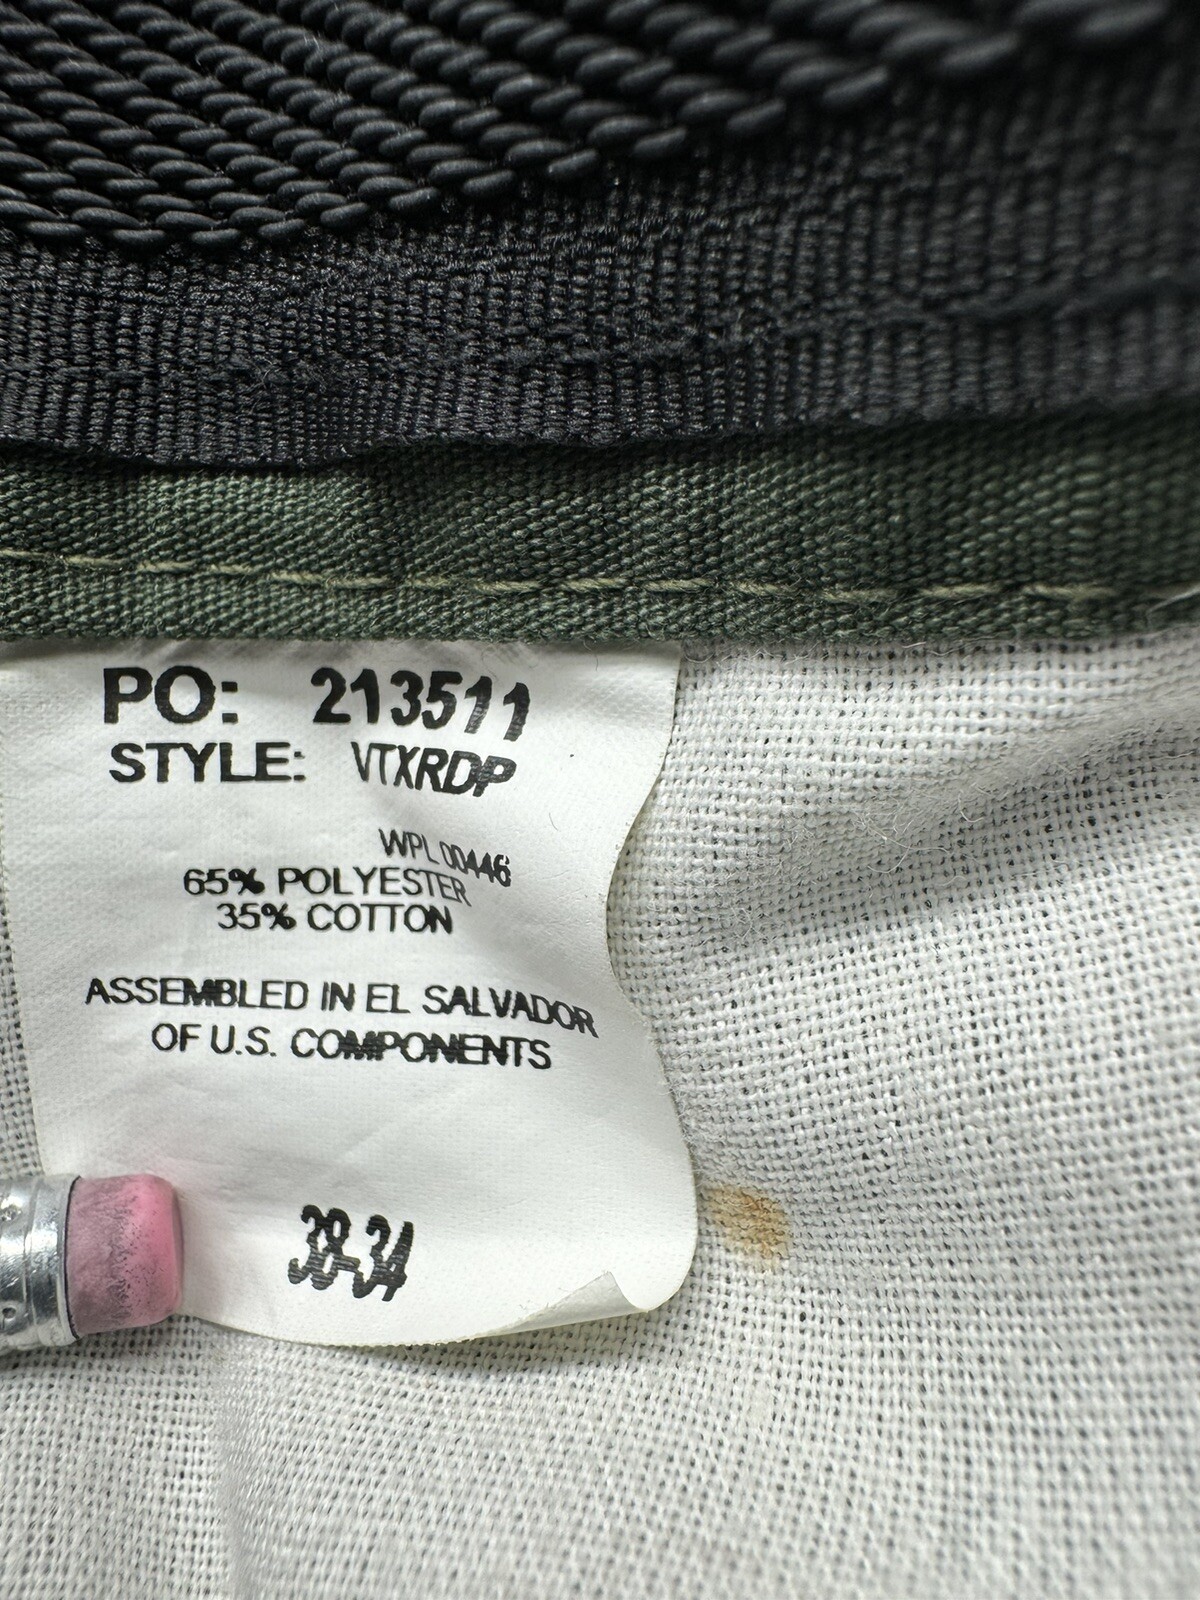 PO: 213511
STYLE: VTXRDP
WPL 00446
65% POLYESTER
35% COTTON
ASSEMBLED IN EL SALVADOR
OF U.S. COMPONENTS
38-34